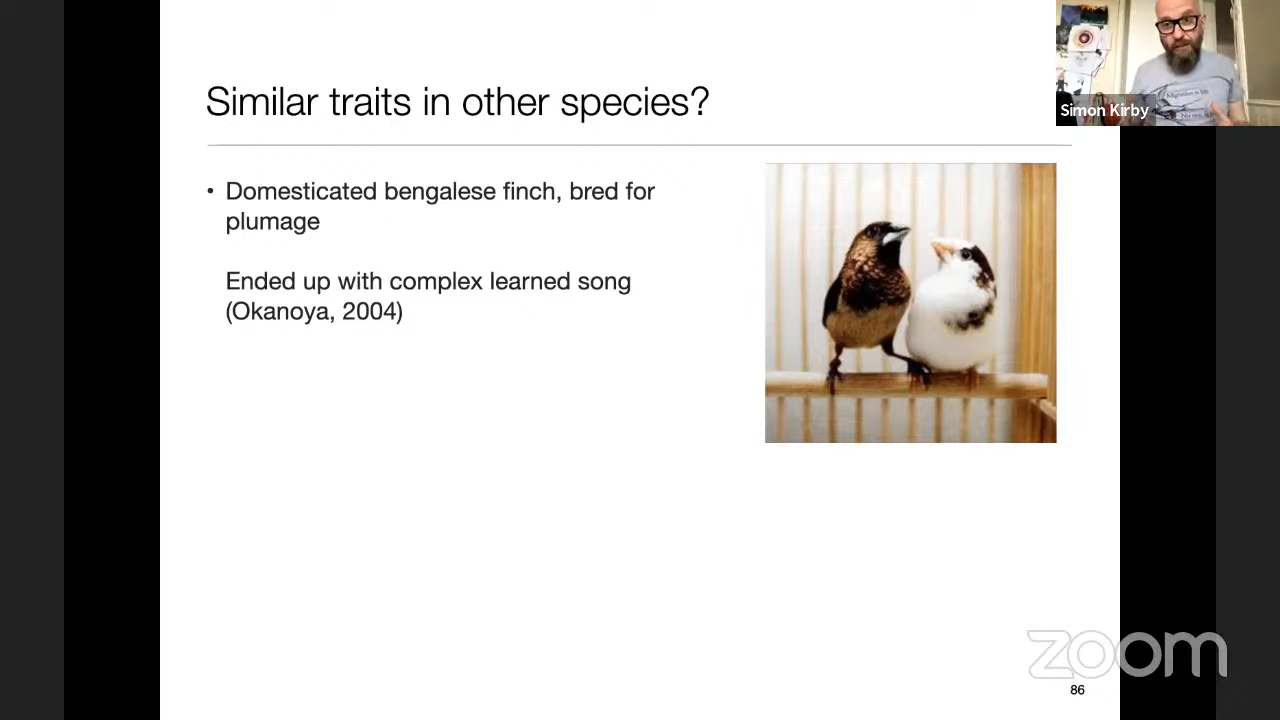 Similar traits in other species?
Simon Kirby
• Domesticated bengalese finch, bred for
plumage
Ended up with complex learned song
(Okanoya, 2004)
zoom
86